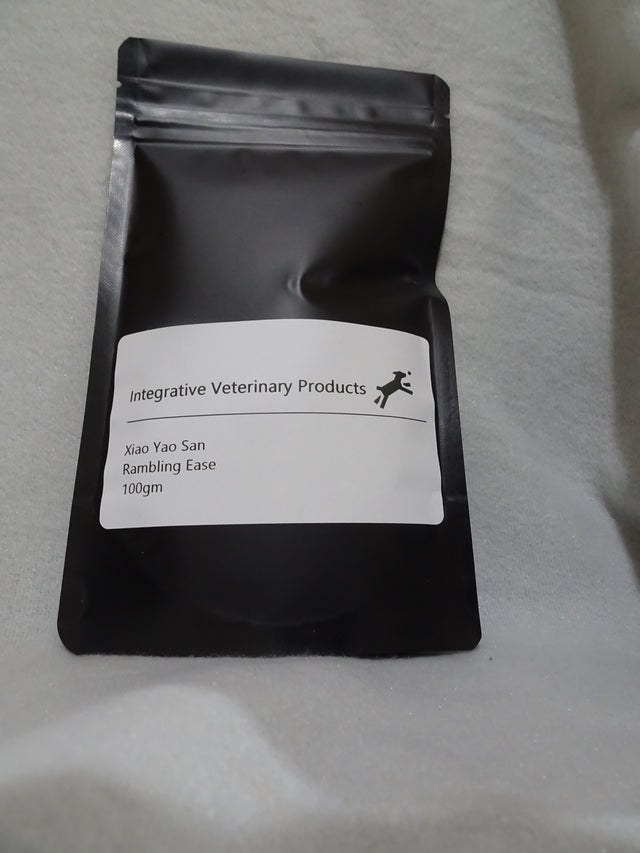 Integrative Veterinary Products
Xiao Yao San
Rambling Ease
100gm